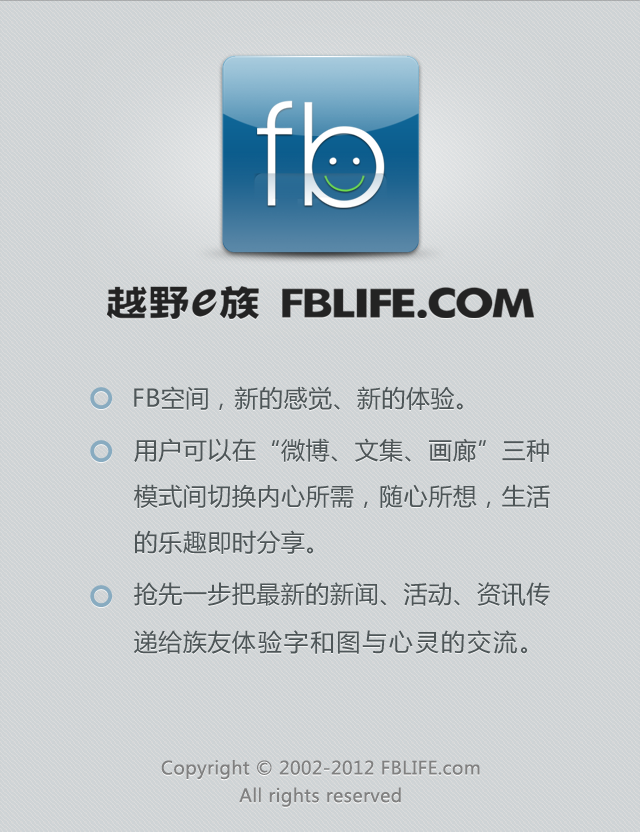 fb
越野e族 FBLIFE.COM
FB空间，新的感觉、新的体验。
用户可以在“微博、文集、画廊”三种
模式间切换内心所需，随心所想，生活
的乐趣即时分享。
抢先一步把最新的新闻、活动、资讯传
递给族友体验字和图与心灵的交流。
Copyright © 2002-2012 FBLIFE.com
All rights reserved